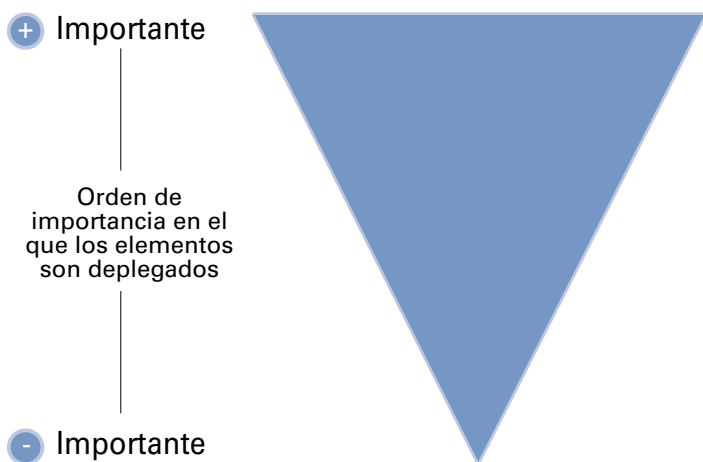 + Importante
Orden de
importancia en el
que los elementos
son deplegados
- Importante